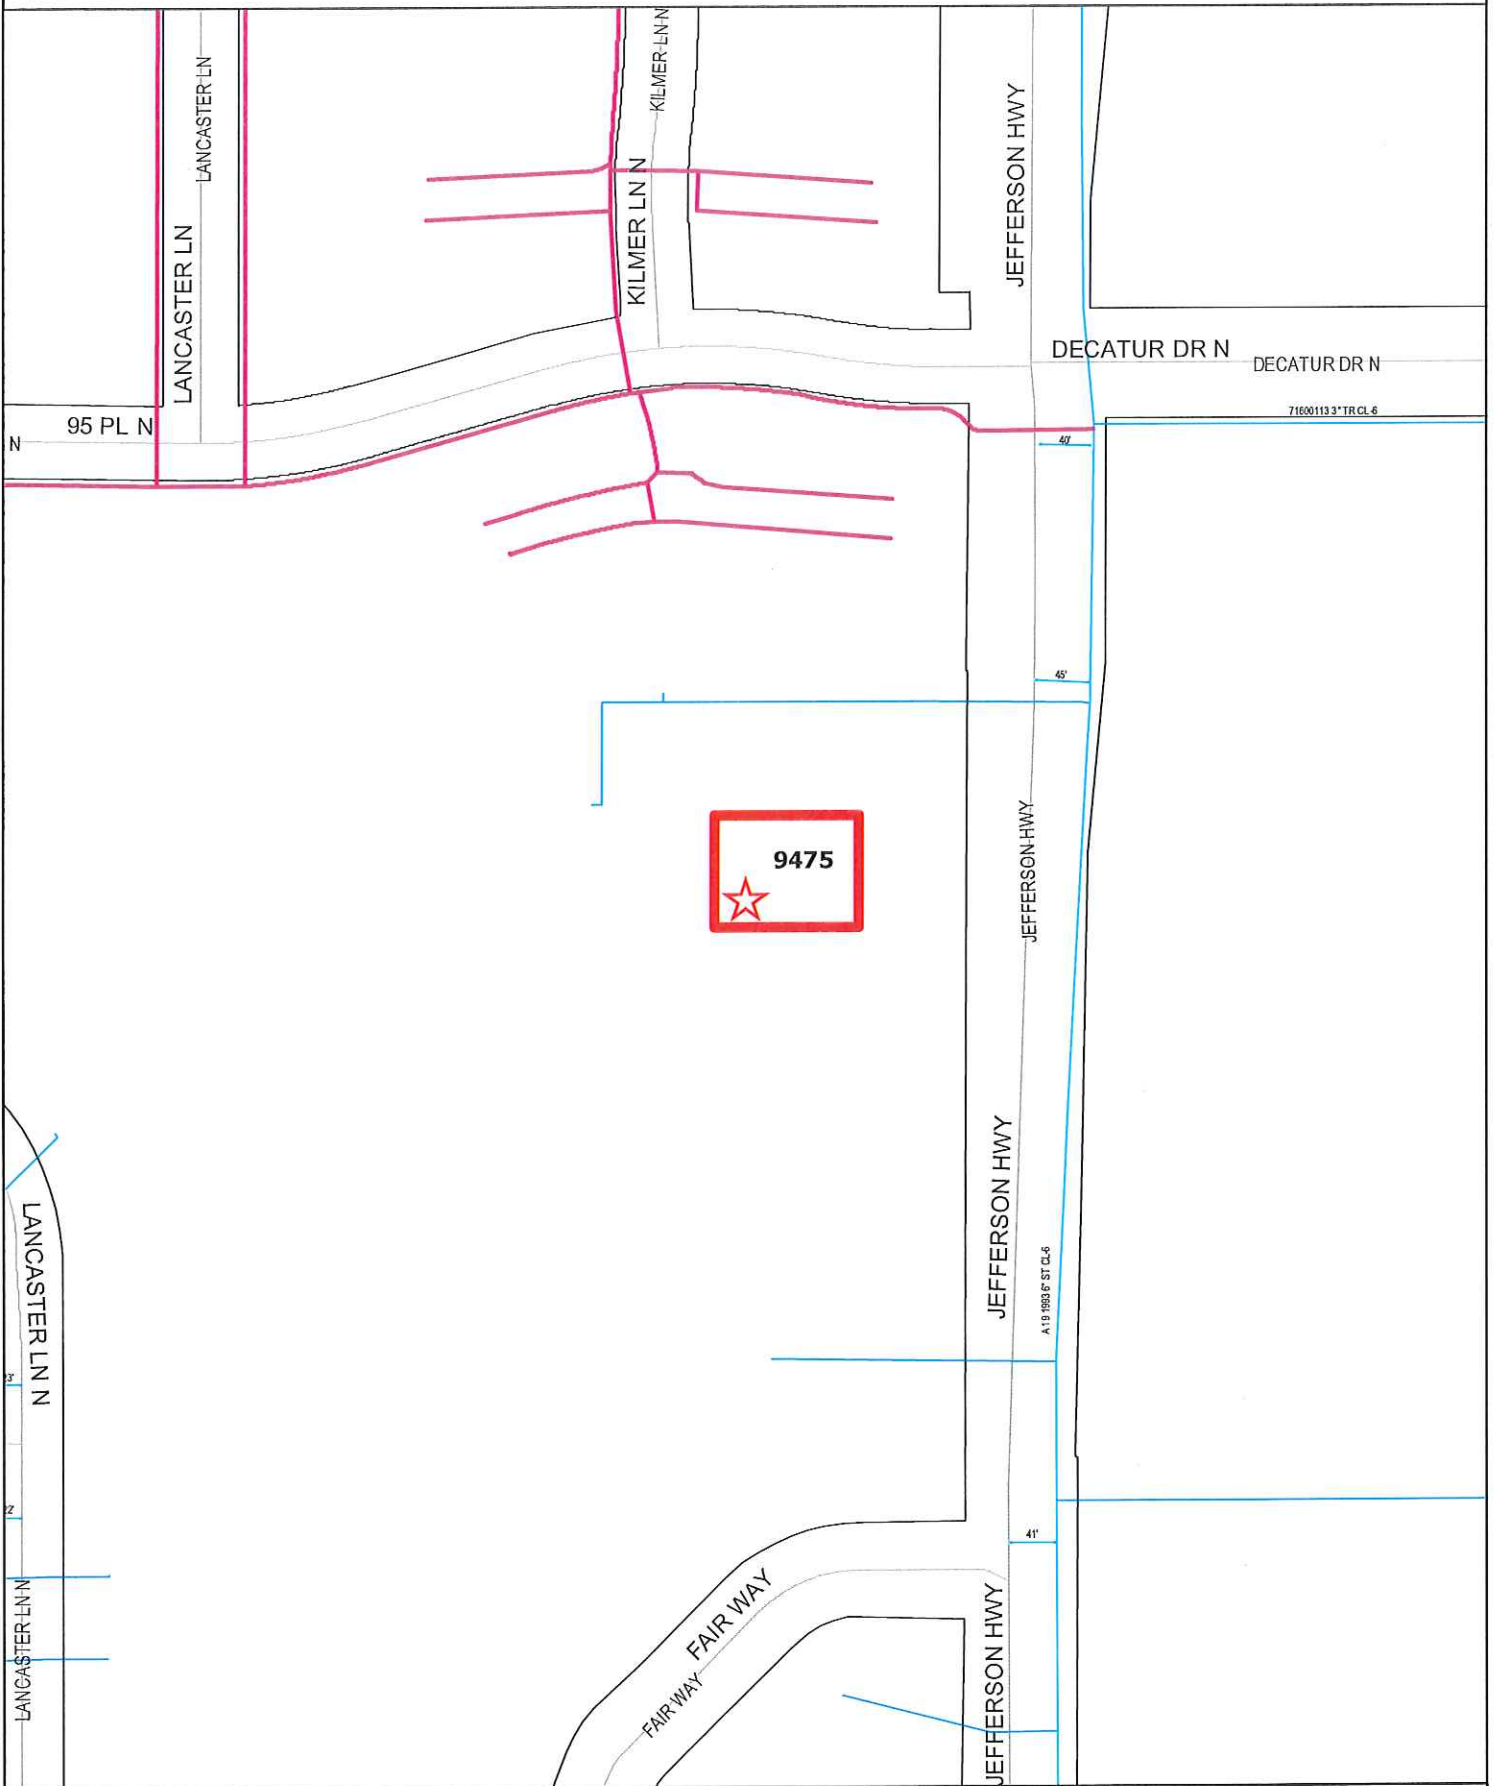 KILMER LN N
LANCASTER LN
JEFFERSON HWY
KILMER LN N
LANCASTER LN
DECATUR DR N
DECATUR DR N
71600113 3" TR CL-6
95 PL N
N
40'
45'
9475
JEFFERSON HWY
JEFFERSON HWY
LANCASTER LN N
A19 1993 6" ST CL-6
41'
FAIR WAY
JEFFERSON HWY
LANCASTER LN N
FAIR WAY